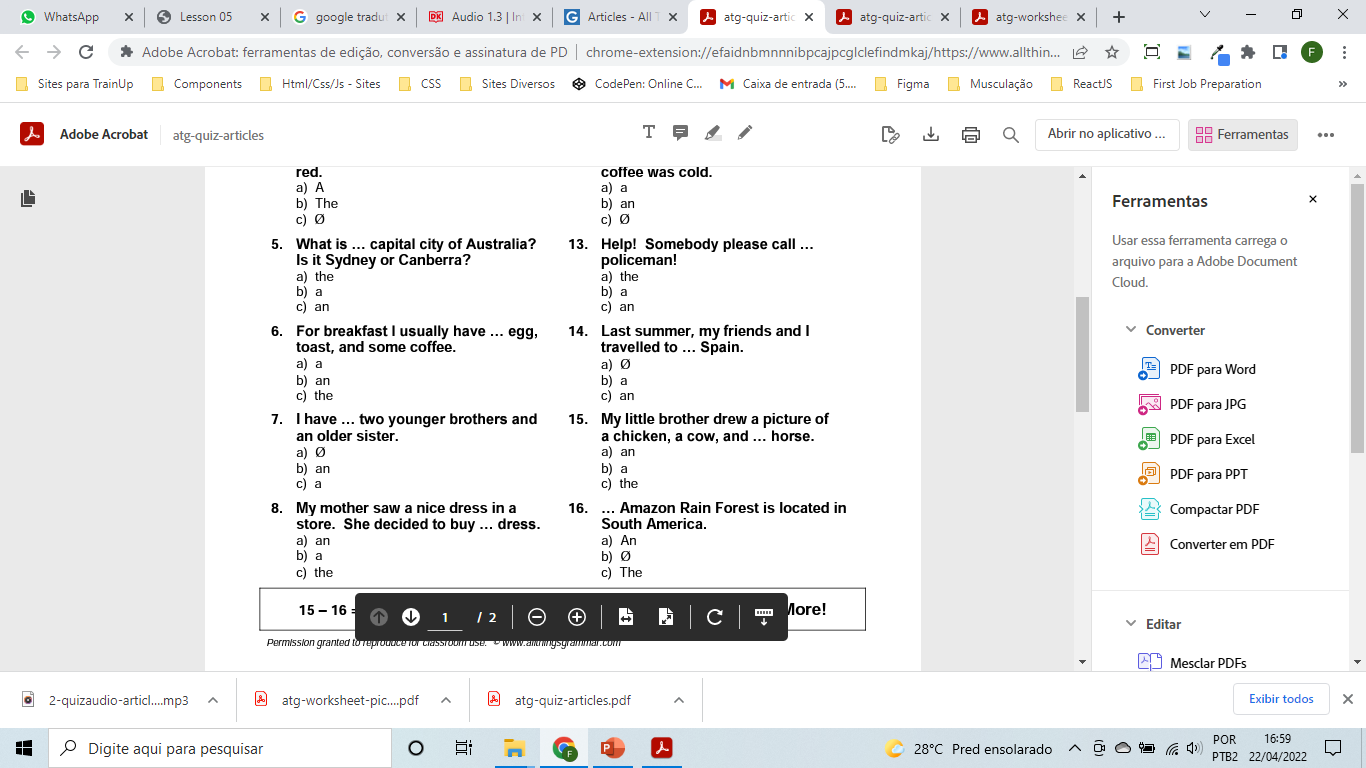 WhatsApp
Lesson 05
google tradut
Audio 1.3 | In
Articles - All T
atg-quiz-artic
atg-quiz-artic
atg-workshee
Adobe Acrobat: ferramentas de edição, conversão e assinatura de PD | chrome-extension://efaidnbmnnnibpcajpcglclefindmkaj/https://www.allthin...
F
Sites para TrainUp
Components
Html/Css/Js - Sites
CSS
Sites Diversos
CodePen: Online C...
Caixa de entrada (5....
Figma
Musculação
ReactJS
First Job Preparation
»
Adobe Acrobat
atg-quiz-articles
Abrir no aplicativo ...
Ferramentas
red.
a) A
b) The
c) Ø
5. What is … capital city of Australia?
Is it Sydney or Canberra?
a) the
b) a
c) an
6. For breakfast I usually have … egg,
toast, and some coffee.
a) a
b) an
c) the
7. I have … two younger brothers and
an older sister.
a) Ø
b) an
c) a
8. My mother saw a nice dress in a
store. She decided to buy … dress.
a) an
b) a
c) the
coffee was cold.
a) a
b) an
c) Ø
13. Help! Somebody please call …
policeman!
a) the
b) a
c) an
14. Last summer, my friends and I
travelled to … Spain.
a) Ø
b) a
c) an
15. My little brother drew a picture of
a chicken, a cow, and … horse.
a) an
b) a
c) the
16. … Amazon Rain Forest is located in
South America.
a) An
b) Ø
c) The
15 – 16 =
More!
1 / 2
Permission granted to reproduce for classroom use. © www.allthingsgrammar.com
Ferramentas
Usar essa ferramenta carrega o
arquivo para a Adobe Document
Cloud.
Converter
PDF para Word
PDF para JPG
PDF para Excel
PDF para PPT
Compactar PDF
Converter em PDF
Editar
Mesclar PDFs
2-quizaudio-articl....mp3
atg-worksheet-pic....pdf
atg-quiz-articles.pdf
Exibir todos
Digite aqui para pesquisar
F
28°C Pred ensolarado
POR
PTB2
16:59
22/04/2022